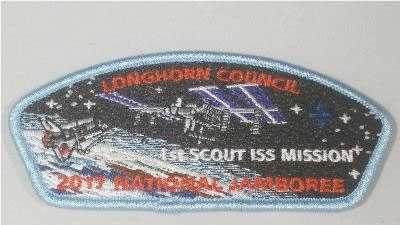 LONGHORN COUNCIL
1st SCOUT ISS MISSION
2017 NATIONAL JAMBOREE